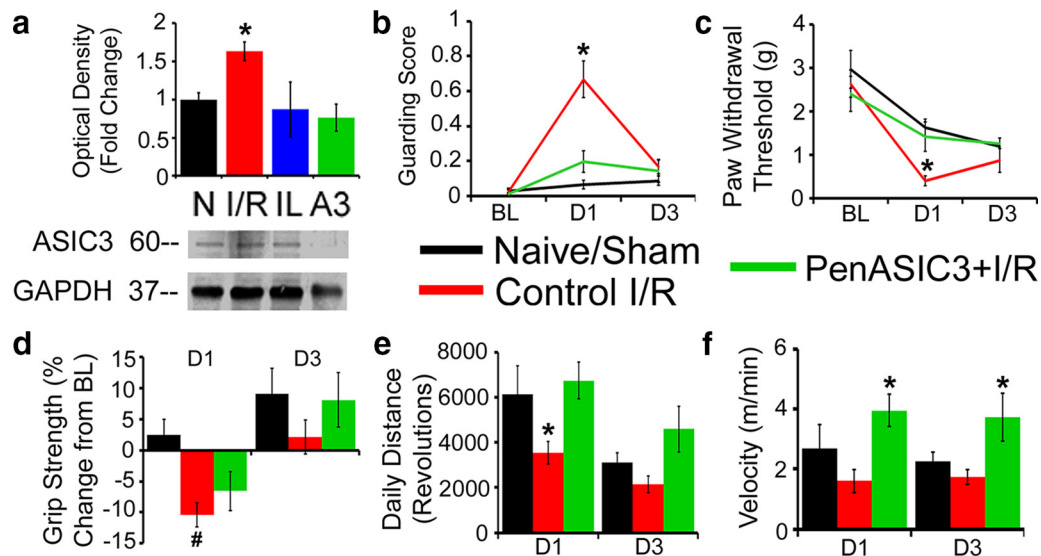 a
Optical Density
(Fold Change)
2
1.5
1
0.5
0
*
N I/R IL A3
ASIC3 60--
GAPDH 37--
b
Guarding Score
1
0.8
0.6
0.4
0.2
0
*
BL D1 D3
c
Paw Withdrawal
Threshold (g)
4
3
2
1
0
*
BL D1 D3
Naive/Sham
Control I/R
PenASIC3+I/R
d
Grip Strength (%
Change from BL)
15
10
5
0
-5
-10
-15
D1 D3
#
e
Daily Distance
(Revolutions)
8000
6000
4000
2000
0
*
D1 D3
f
Velocity (m/min)
6
4
2
0
* *
D1 D3